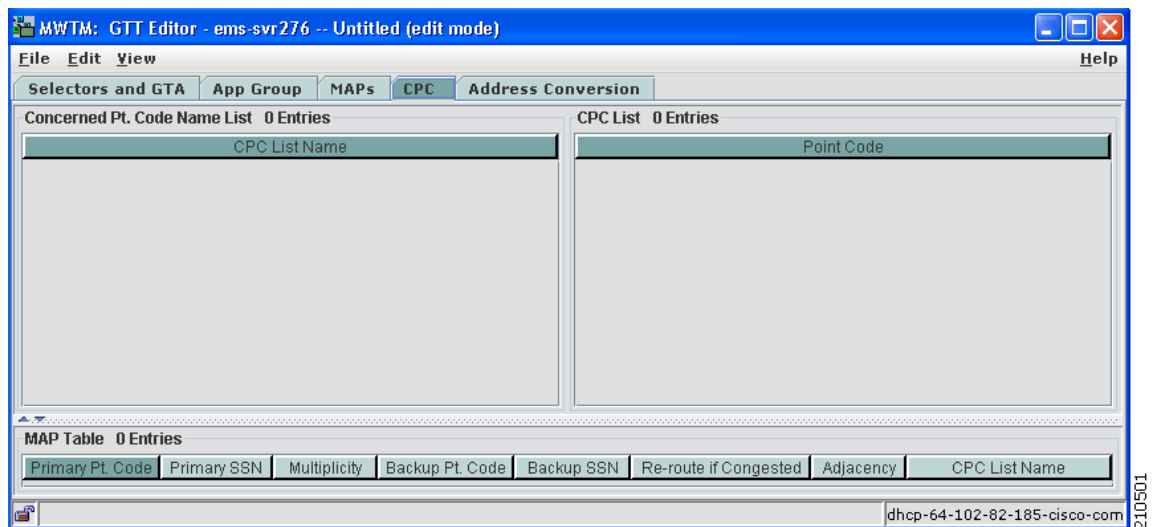 MWTM: GTT Editor - ems-svr276 -- Untitled (edit mode)
File Edit View Help
Selectors and GTA App Group MAPs CPC Address Conversion
Concerned Pt. Code Name List 0 Entries CPC List 0 Entries
CPC List Name Point Code
MAP Table 0 Entries
Primary Pt. Code Primary SSN Multiplicity Backup Pt. Code Backup SSN Re-route if Congested Adjacency CPC List Name
dhcp-64-102-82-185-cisco-com
210501